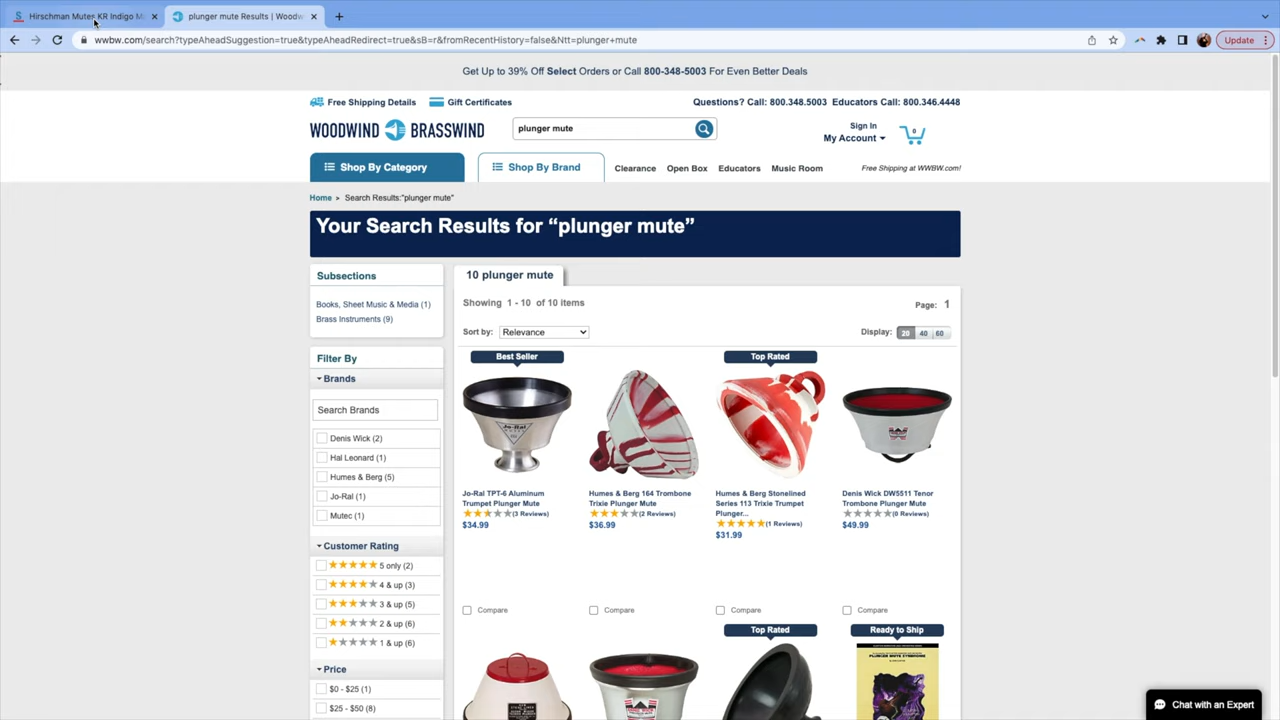 Hirschman Mutes KR Indigo M
plunger mute Results | Woodw
wwbw.com/search?typeAheadSuggestion=true&typeAheadRedirect=true&sB=r&fromRecentHistory=false&Ntt=plunger+mute
Update
Get Up to 39% Off Select Orders or Call 800-348-5003 For Even Better Deals
Free Shipping Details
Gift Certificates
Questions? Call: 800.348.5003 Educators Call: 800.346.4448
WOODWIND BRASSWIND
plunger mute
Sign In
My Account
0
Shop By Category
Shop By Brand
Clearance
Open Box
Educators
Music Room
Free Shipping at WWBW.com!
Home > Search Results:"plunger mute"
Your Search Results for “plunger mute”
Subsections
Books, Sheet Music & Media (1)
Brass Instruments (9)
Filter By
Brands
Search Brands
Denis Wick (2)
Hal Leonard (1)
Humes & Berg (5)
Jo-Ral (1)
Mutec (1)
Customer Rating
5 only (2)
4 & up (3)
3 & up (5)
2 & up (6)
1 & up (6)
Price
$0 - $25 (1)
$25 - $50 (8)
10 plunger mute
Showing 1 - 10 of 10 items
Page: 1
Sort by: Relevance
Display: 20 40 60
Best Seller
Jo-Ral
Jo-Ral TPT-6 Aluminum
Trumpet Plunger Mute
(3 Reviews)
$34.99
Compare
Humes & Berg 164 Trombone
Trixie Plunger Mute
(2 Reviews)
$36.99
Compare
Top Rated
Humes & Berg Stonelined
Series 113 Trixie Trumpet
Plunger...
(1 Reviews)
$31.99
Compare
Denis Wick DW5511 Tenor
Trombone Plunger Mute
(0 Reviews)
$49.99
Compare
Top Rated
Ready to Ship
Chat with an Expert